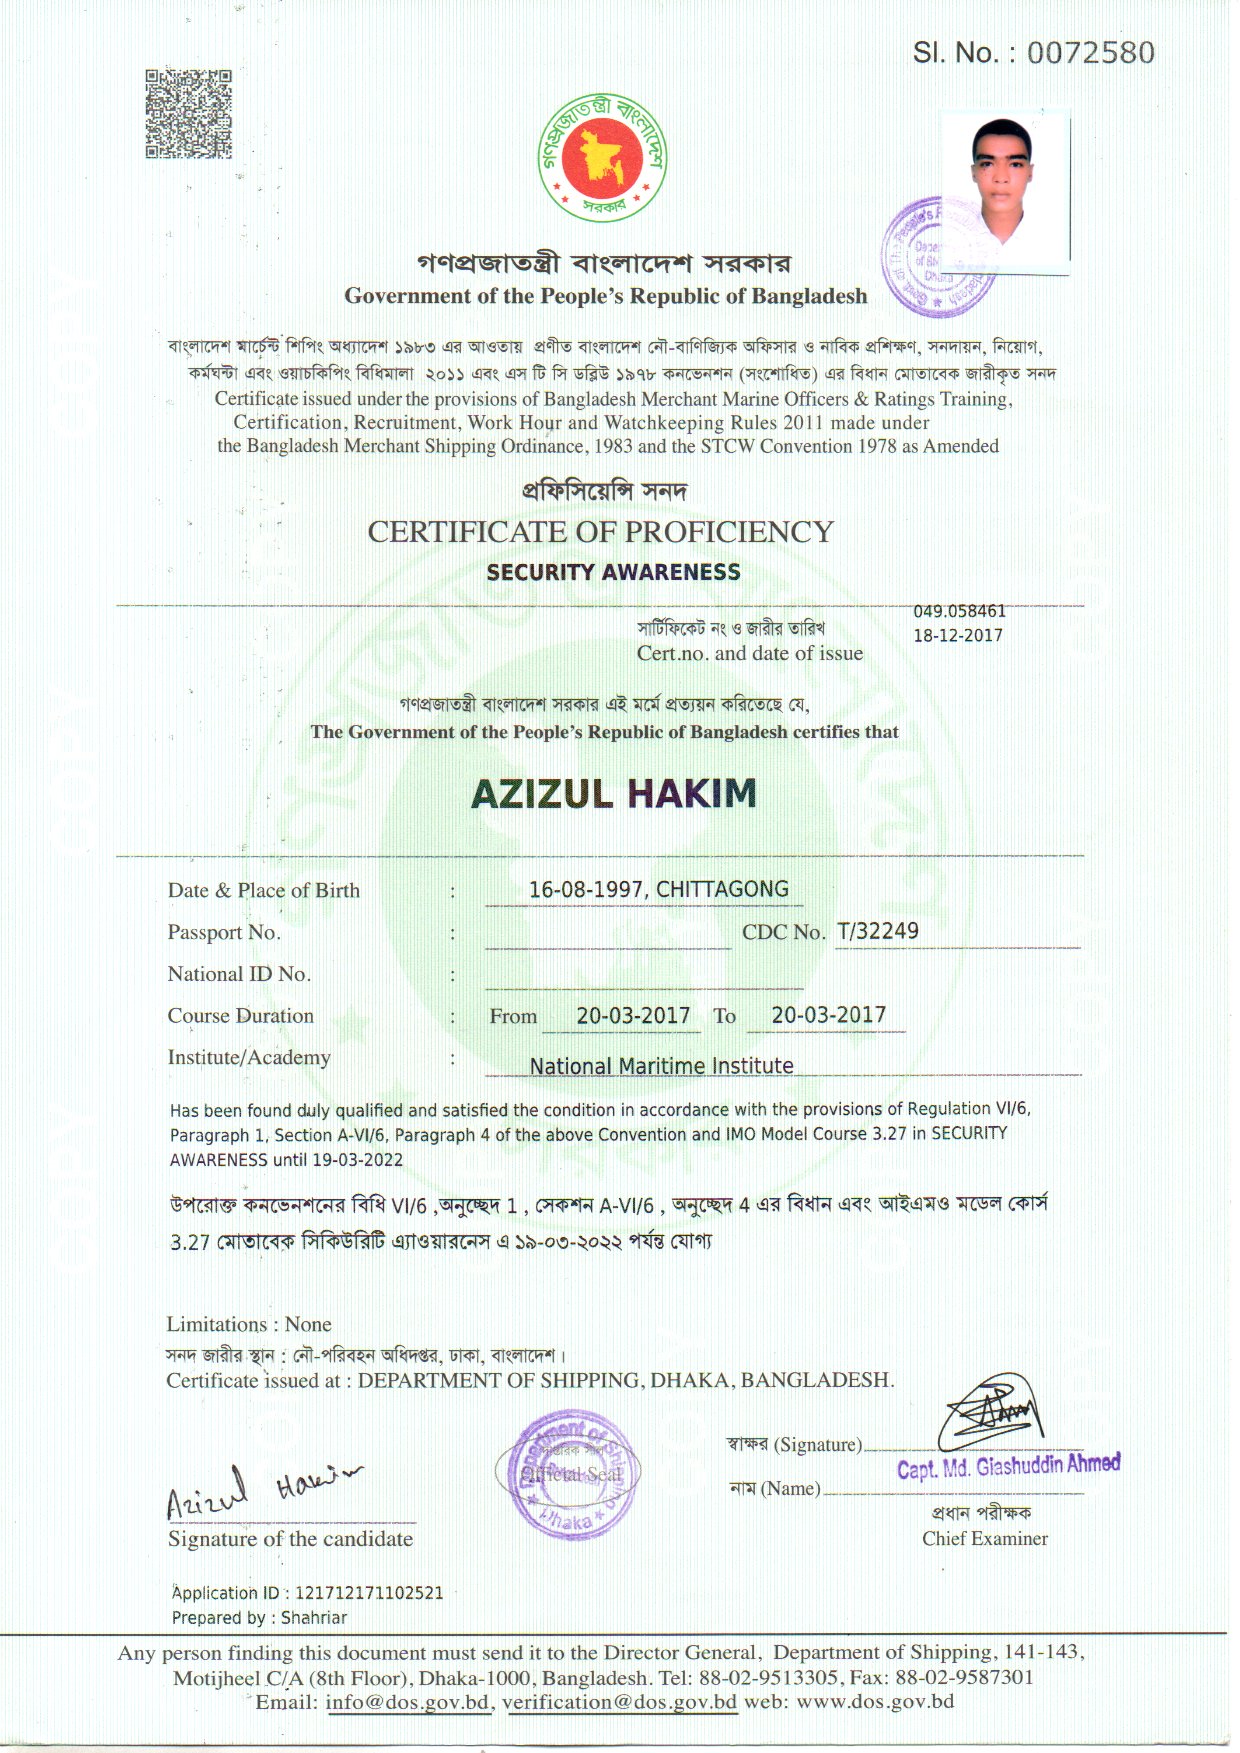 Sl. No. : 0072580
গণপ্রজাতন্ত্রী বাংলাদেশ
সরকার
গণপ্রজাতন্ত্রী বাংলাদেশ সরকার
Government of the People's Republic of Bangladesh
বাংলাদেশ মার্চেন্ট শিপিং অধ্যাদেশ ১৯৮৩ এর আওতায় প্রণীত বাংলাদেশ নৌ-বাণিজ্যিক অফিসার ও নাবিক প্রশিক্ষণ, সনদায়ন, নিয়োগ,
কর্মঘন্টা এবং ওয়াচকিপিং বিধিমালা ২০১১ এবং এস টি সি ডব্লিউ ১৯৭৮ কনভেনশন (সংশোধিত) এর বিধান মোতাবেক জারীকৃত সনদ
Certificate issued under the provisions of Bangladesh Merchant Marine Officers & Ratings Training,
Certification, Recruitment, Work Hour and Watchkeeping Rules 2011 made under
the Bangladesh Merchant Shipping Ordinance, 1983 and the STCW Convention 1978 as Amended
প্রফিসিয়েন্সি সনদ
CERTIFICATE OF PROFICIENCY
SECURITY AWARENESS
049.058461
সার্টিফিকেট নং ও জারীর তারিখ 18-12-2017
Cert.no. and date of issue
গণপ্রজাতন্ত্রী বাংলাদেশ সরকার এই মর্মে প্রত্যয়ন করিতেছে যে,
The Government of the People's Republic of Bangladesh certifies that
AZIZUL HAKIM
Date & Place of Birth : 16-08-1997, CHITTAGONG
Passport No. : CDC No. T/32249
National ID No. :
Course Duration : From 20-03-2017 To 20-03-2017
Institute/Academy : National Maritime Institute
Has been found duly qualified and satisfied the condition in accordance with the provisions of Regulation VI/6,
Paragraph 1, Section A-VI/6, Paragraph 4 of the above Convention and IMO Model Course 3.27 in SECURITY
AWARENESS until 19-03-2022
উপরোক্ত কনভেনশনের বিধি VI/6 ,অনুচ্ছেদ 1 , সেকশন A-VI/6 , অনুচ্ছেদ 4 এর বিধান এবং আইএমও মডেল কোর্স
3.27 মোতাবেক সিকিউরিটি এ্যাওয়ারনেস এ ১৯-০৩-২০২২ পর্যন্ত যোগ্য
Limitations : None
সনদ জারীর স্থান : নৌ-পরিবহন অধিদপ্তর, ঢাকা, বাংলাদেশ।
Certificate issued at : DEPARTMENT OF SHIPPING, DHAKA, BANGLADESH.
স্বাক্ষর (Signature)
Capt. Md. Giashuddin Ahmed
নাম (Name)
প্রধান পরীক্ষক
Chief Examiner
Department of Shipping
Official Seal
Dhaka
Azizul Hakim
Signature of the candidate
Application ID : 121712171102521
Prepared by : Shahriar
Any person finding this document must send it to the Director General, Department of Shipping, 141-143,
Motijheel C/A (8th Floor), Dhaka-1000, Bangladesh. Tel: 88-02-9513305, Fax: 88-02-9587301
Email: info@dos.gov.bd, verification@dos.gov.bd web: www.dos.gov.bd